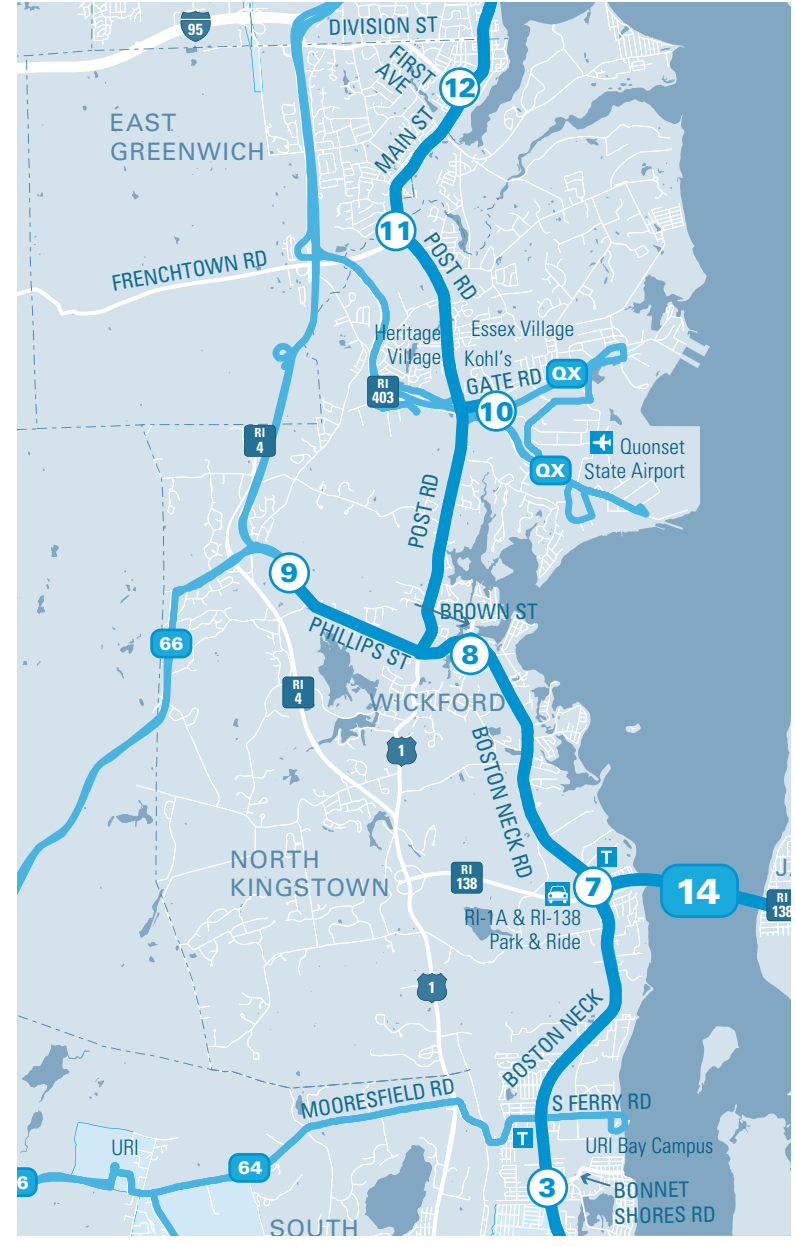 95
DIVISION ST
FIRST
AVE
12
EAST
GREENWICH
MAIN ST
11
POST RD
FRENCHTOWN RD
Heritage
Village
Essex Village
Kohl's
GATE RD
QX
RI
403
10
RI
4
Quonset
State Airport
QX
POST RD
9
BROWN ST
PHILLIPS ST
8
66
RI
4
WICKFORD
1
BOSTON NECK RD
NORTH
KINGSTOWN
RI
138
T
7
14
J
RI
138
RI-1A & RI-138
Park & Ride
1
BOSTON NECK
MOORESFIELD RD
S FERRY RD
T
URI
URI Bay Campus
64
6
3
BONNET
SHORES RD
SOUTH